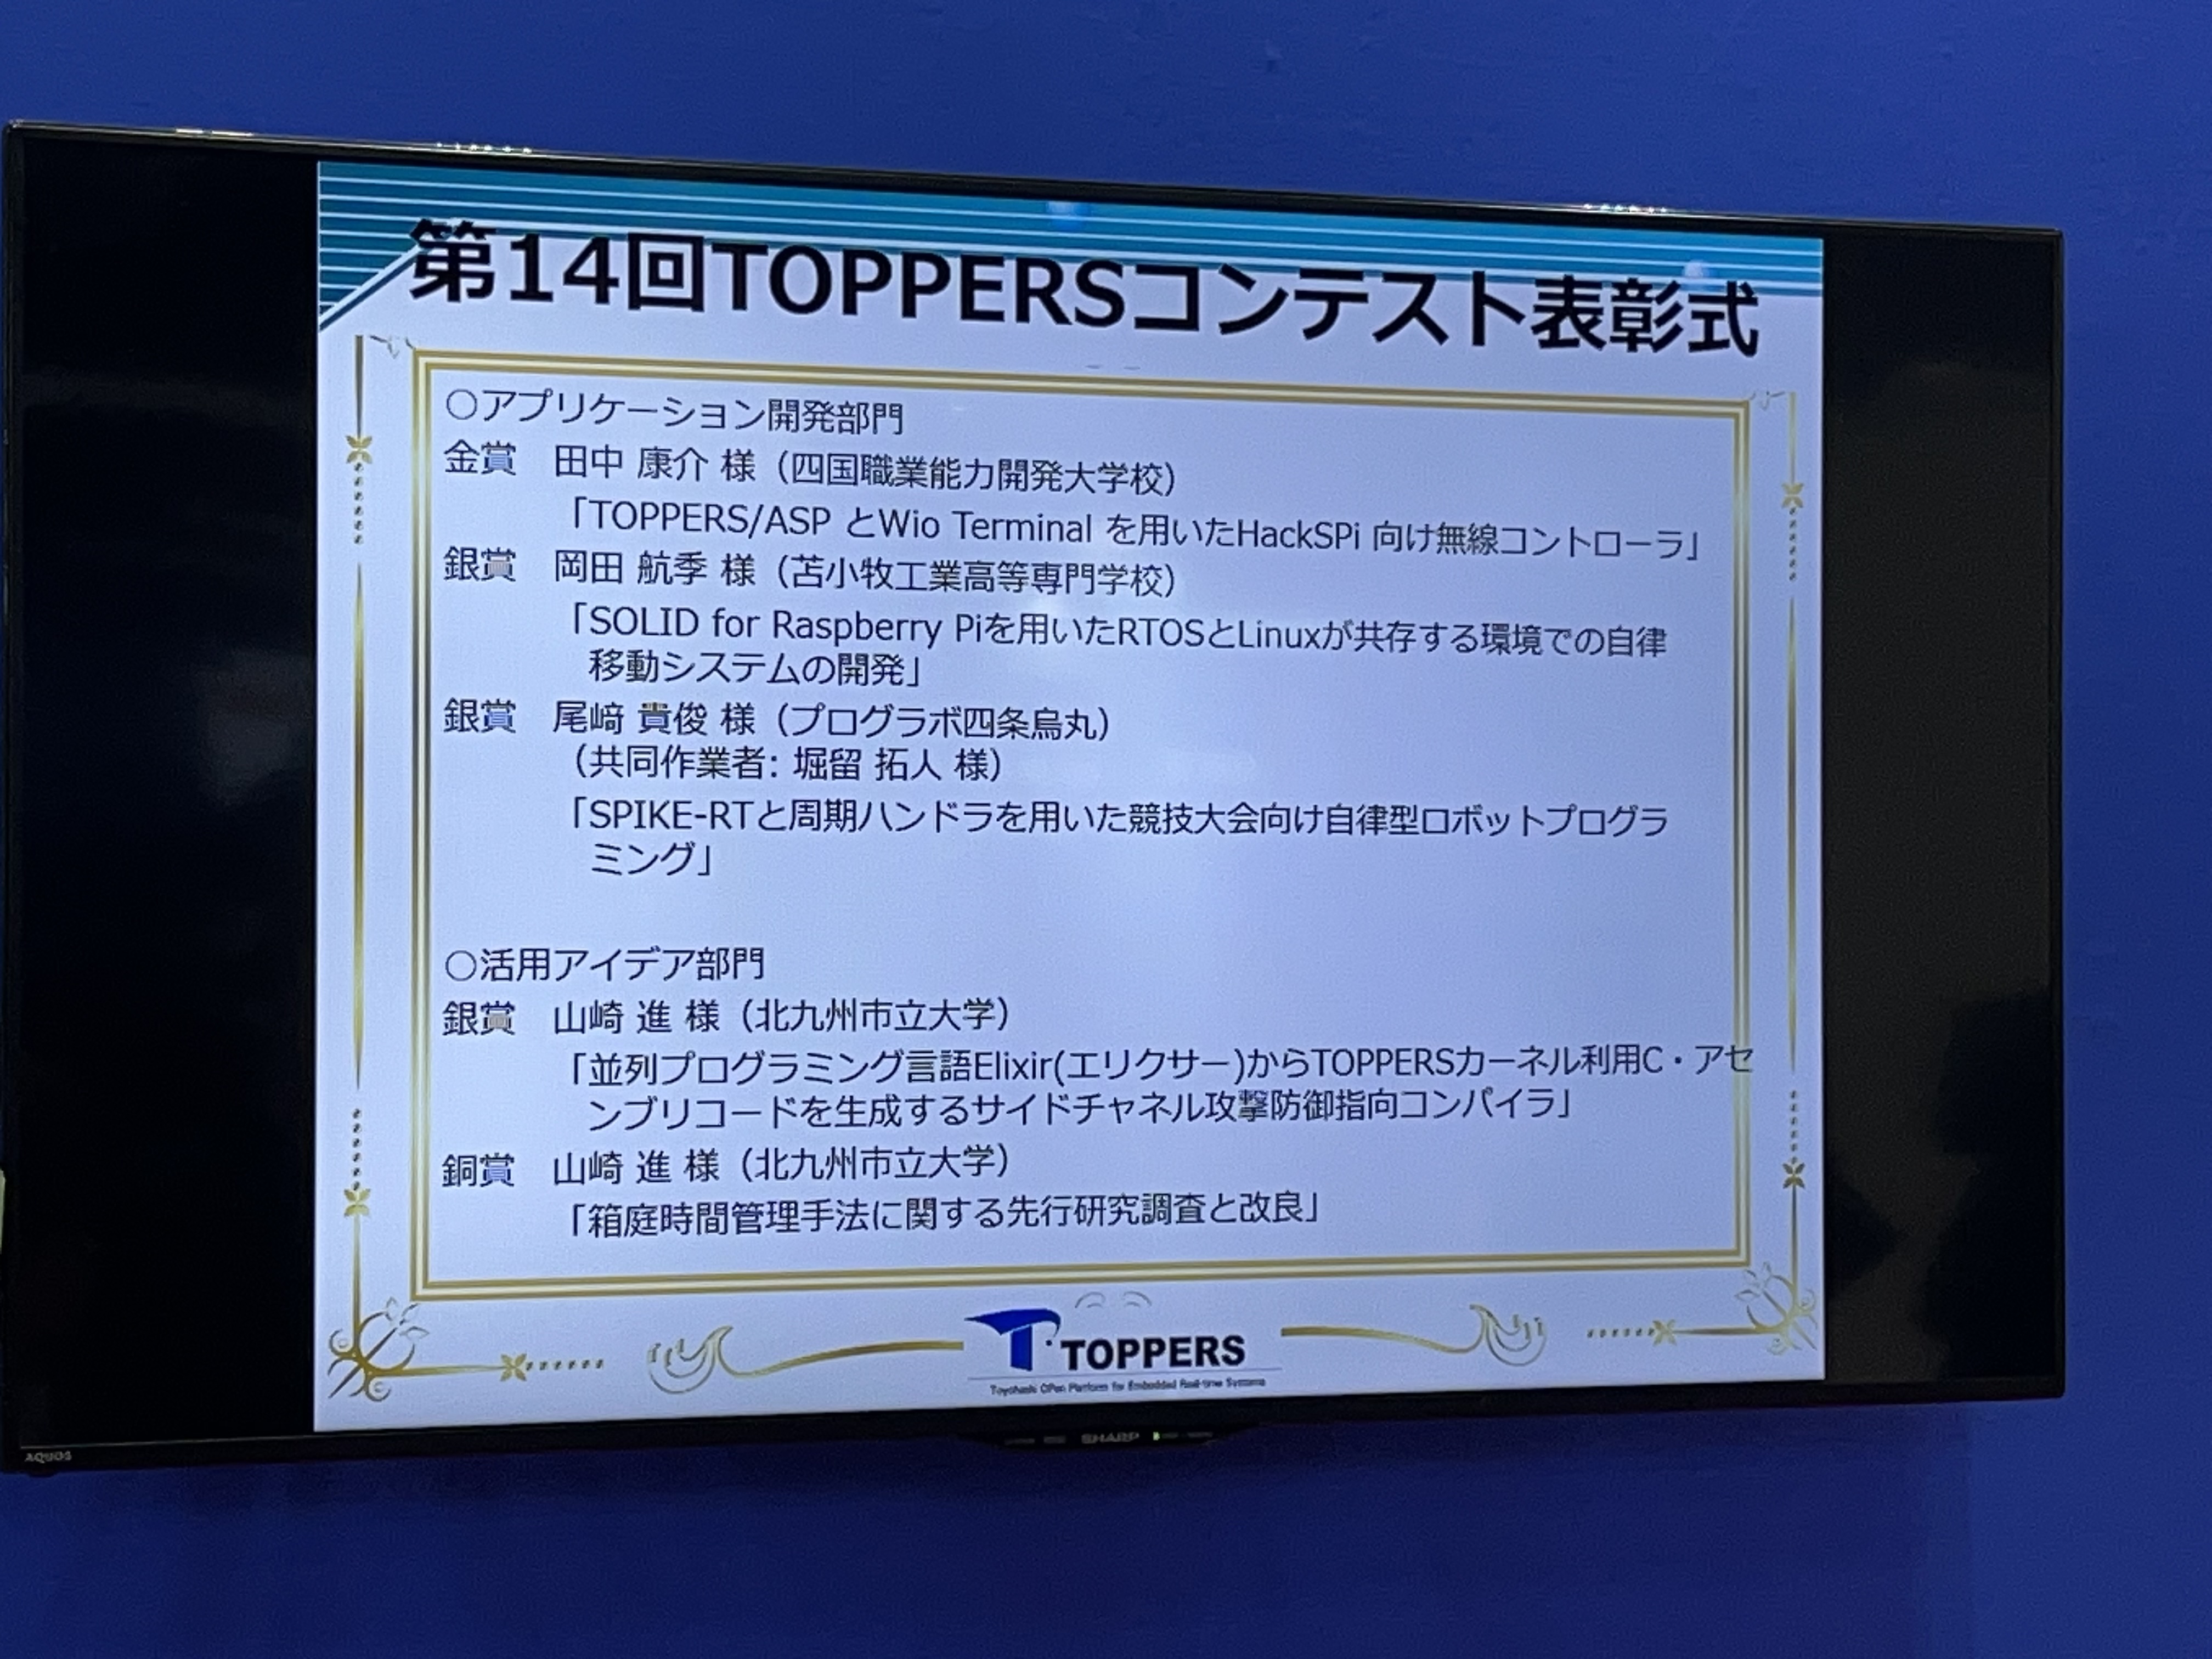 第14回TOPPERSコンテスト表彰式
○アプリケーション開発部門
金賞　田中 康介 様（四国職業能力開発大学校）
「TOPPERS/ASP とWio Terminal を用いたHackSPi 向け無線コントローラ」
銀賞　岡田 航季 様（苫小牧工業高等専門学校）
「SOLID for Raspberry Piを用いたRTOSとLinuxが共存する環境での自律
移動システムの開発」
銀賞　尾﨑 貴俊 様（プログラボ四条烏丸）
（共同作業者: 堀留 拓人 様）
「SPIKE-RTと周期ハンドラを用いた競技大会向け自律型ロボットプログラ
ミング」
○活用アイデア部門
銀賞　山崎 進 様（北九州市立大学）
「並列プログラミング言語Elixir(エリクサー)からTOPPERSカーネル利用C・アセ
ンブリコードを生成するサイドチャネル攻撃防御指向コンパイラ」
銅賞　山崎 進 様（北九州市立大学）
「箱庭時間管理手法に関する先行研究調査と改良」
TOPPERS
Toyohashi OPen Platform for Embedded Real-time Systems
SHARP
AQUOS